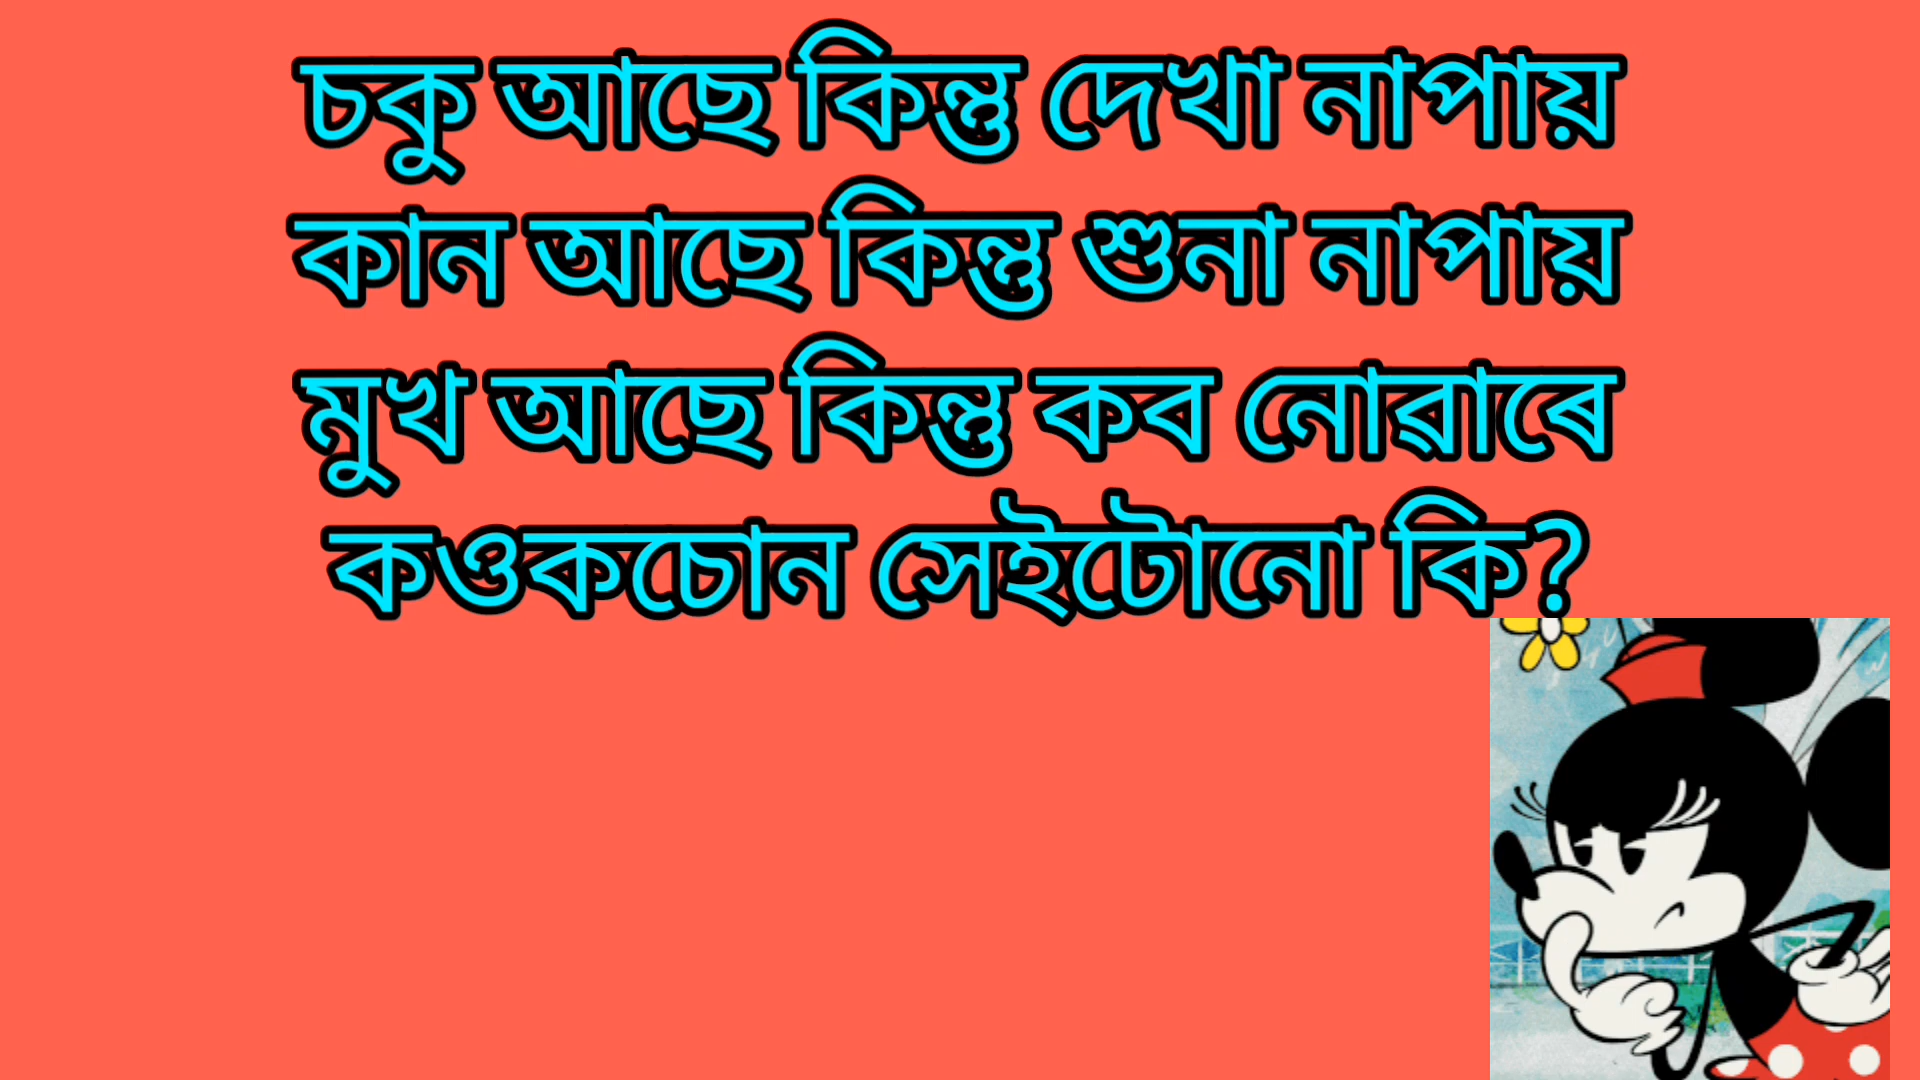 চকু আছে কিন্তু দেখা নাপায়
কান আছে কিন্তু শুনা নাপায়
মুখ আছে কিন্তু কব নোৱাৰে
কওকচোন সেইটোনো কি?